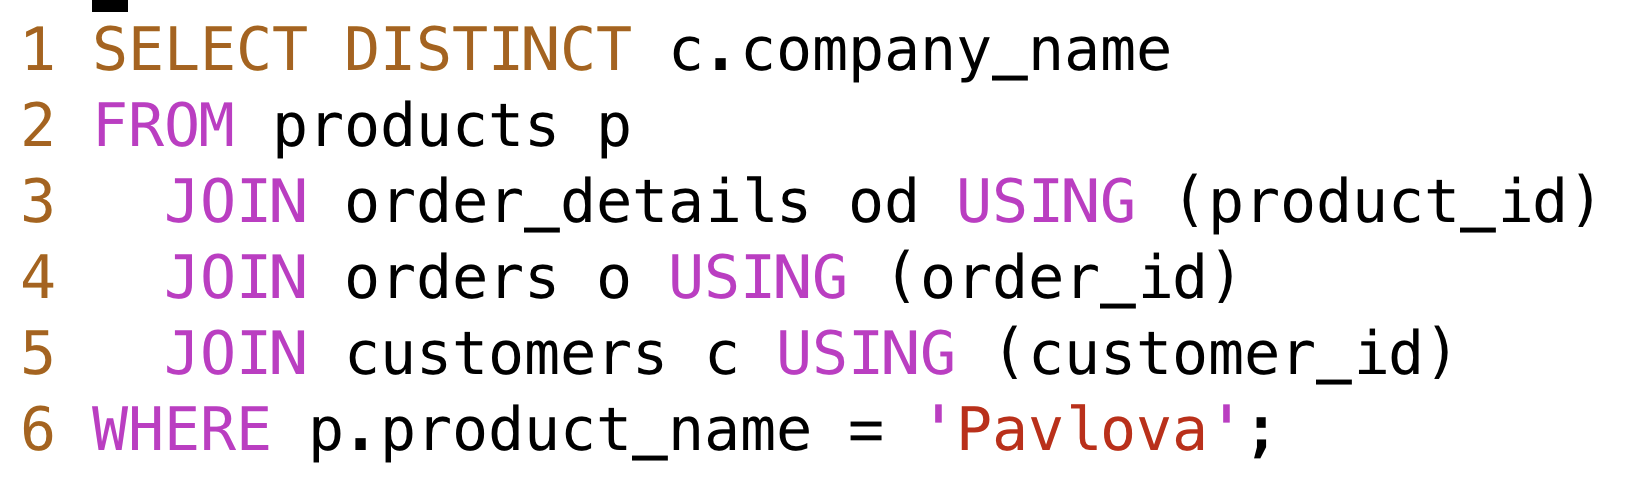 1 SELECT DISTINCT c.company_name
2 FROM products p
3   JOIN order_details od USING (product_id)
4   JOIN orders o USING (order_id)
5   JOIN customers c USING (customer_id)
6 WHERE p.product_name = 'Pavlova';